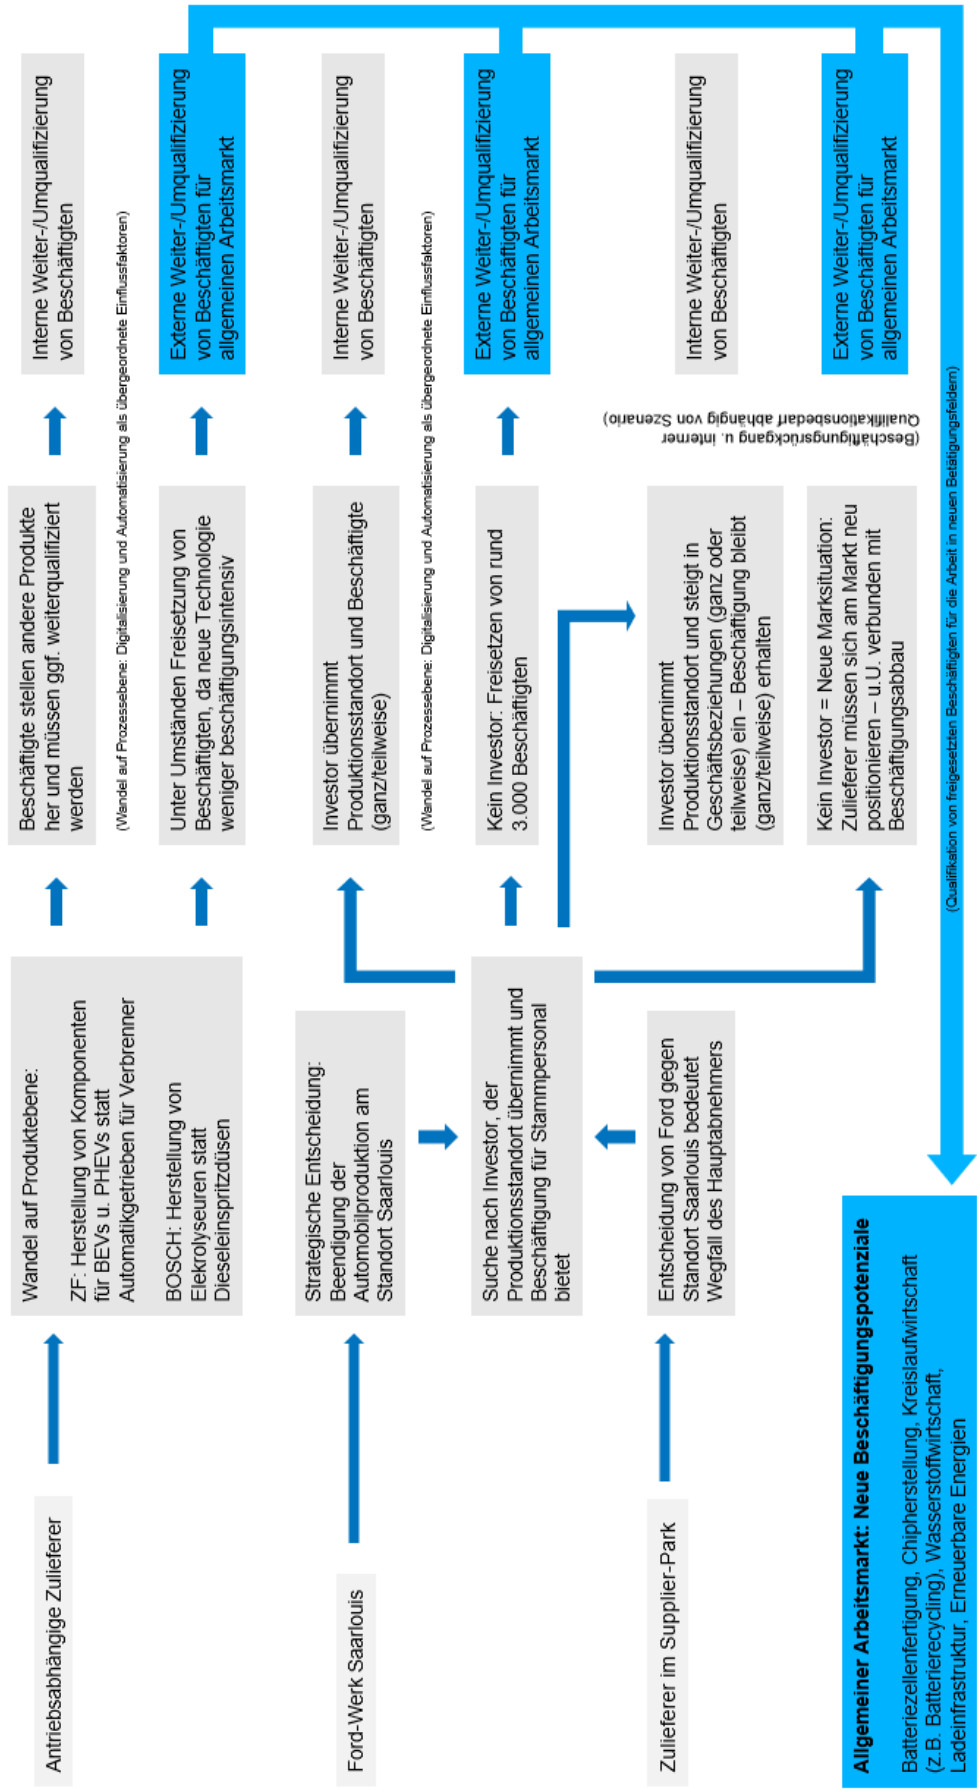 Antriebsabhängige Zulieferer
Wandel auf Produktebene:
ZF: Herstellung von Komponenten
für BEVs u. PHEVs statt
Automatikgetrieben für Verbrenner
BOSCH: Herstellung von
Elekrolyseuren statt
Dieseleinspritzdüsen
Beschäftigte stellen andere Produkte
her und müssen ggf. weiterqualifiziert
werden
Interne Weiter-/Umqualifizierung
von Beschäftigten
(Wandel auf Prozessebene: Digitalisierung und Automatisierung als übergeordnete Einflussfaktoren)
Unter Umständen Freisetzung von
Beschäftigten, da neue Technologie
weniger beschäftigungsintensiv
Externe Weiter-/Umqualifizierung
von Beschäftigten für
allgemeinen Arbeitsmarkt
Ford-Werk Saarlouis
Strategische Entscheidung:
Beendigung der
Automobilproduktion am
Standort Saarlouis
Investor übernimmt
Produktionsstandort und Beschäftigte
(ganz/teilweise)
Interne Weiter-/Umqualifizierung
von Beschäftigten
(Wandel auf Prozessebene: Digitalisierung und Automatisierung als übergeordnete Einflussfaktoren)
Suche nach Investor, der
Produktionsstandort übernimmt und
Beschäftigung für Stammpersonal
bietet
Kein Investor: Freisetzen von rund
3.000 Beschäftigten
Externe Weiter-/Umqualifizierung
von Beschäftigten für
allgemeinen Arbeitsmarkt
Zulieferer im Supplier-Park
Entscheidung von Ford gegen
Standort Saarlouis bedeutet
Wegfall des Hauptabnehmers
Investor übernimmt
Produktionsstandort und steigt in
Geschäftsbeziehungen (ganz oder
teilweise) ein – Beschäftigung bleibt
(ganz/teilweise) erhalten
(Beschäftigungsrückgang u. interner
Qualifikationsbedarf abhängig von Szenario)
Interne Weiter-/Umqualifizierung
von Beschäftigten
Kein Investor = Neue Marksituation:
Zulieferer müssen sich am Markt neu
positionieren – u.U. verbunden mit
Beschäftigungsabbau
Externe Weiter-/Umqualifizierung
von Beschäftigten für
allgemeinen Arbeitsmarkt
(Qualifikation von freigesetzten Beschäftigten für die Arbeit in neuen Betätigungsfeldern)
Allgemeiner Arbeitsmarkt: Neue Beschäftigungspotenziale
Batteriezellenfertigung, Chipherstellung, Kreislaufwirtschaft
(z.B. Batterierecycling), Wasserstoffwirtschaft,
Ladeinfrastruktur, Erneuerbare Energien